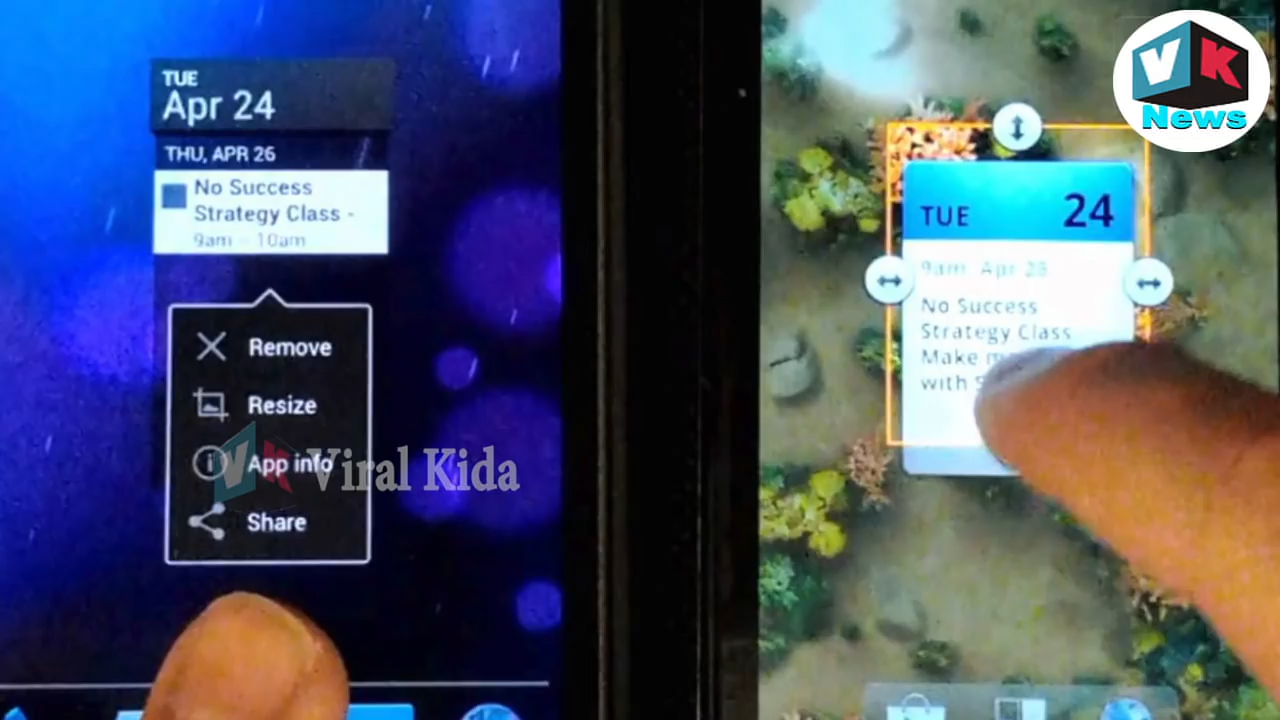 TUE
Apr 24
THU, APR 26
No Success
Strategy Class -
9am – 10am
Remove
Resize
App info
Share
VK Viral Kida
VK
News
TUE 24
9am, Apr 26
No Success
Strategy Class
Make
with